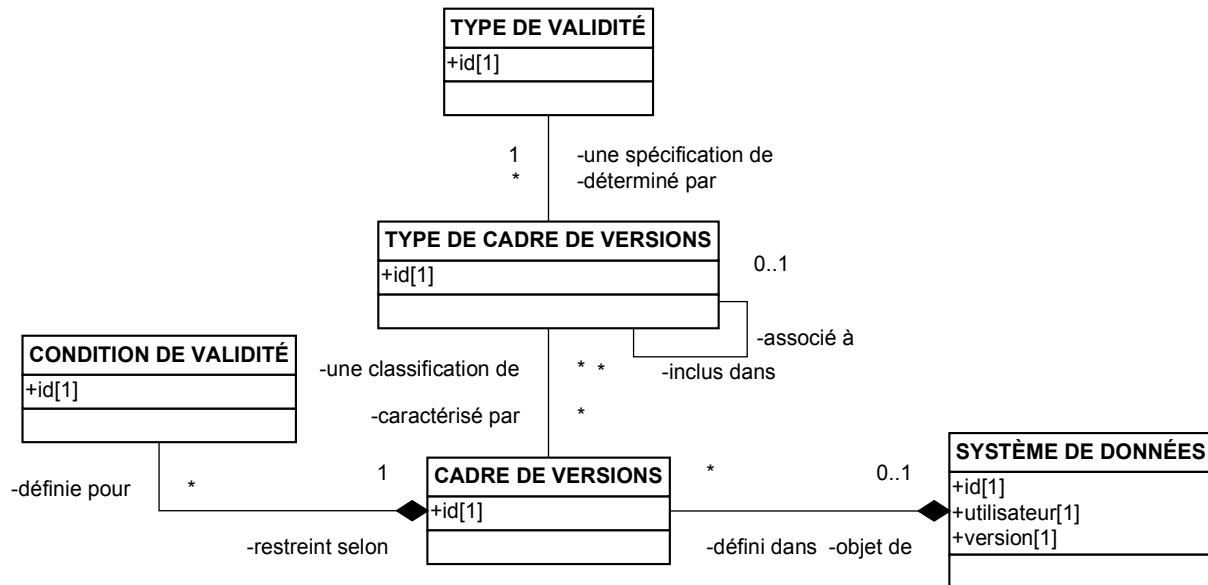 TYPE DE VALIDITÉ
+id[1]
1 -une spécification de
* -déterminé par
TYPE DE CADRE DE VERSIONS
+id[1]
0..1
-associé à
* -inclus dans
-une classification de *
-caractérisé par *
CONDITION DE VALIDITÉ
+id[1]
-définie pour *
1
-restreint selon
CADRE DE VERSIONS
+id[1]
* 0..1
-défini dans -objet de
SYSTÈME DE DONNÉES
+id[1]
+utilisateur[1]
+version[1]